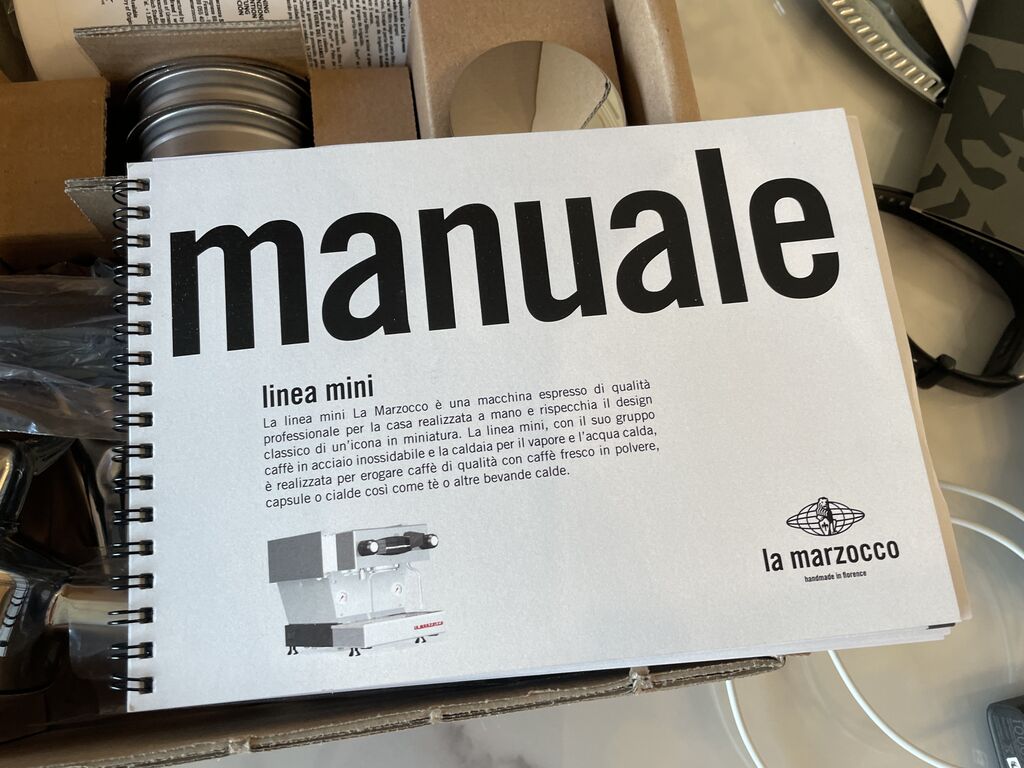 manuale
linea mini
La linea mini La Marzocco è una macchina espresso di qualità
professionale per la casa realizzata a mano e rispecchia il design
classico di un'icona in miniatura. La linea mini, con il suo gruppo
caffè in acciaio inossidabile e la caldaia per il vapore e l'acqua calda,
è realizzata per erogare caffè di qualità con caffè fresco in polvere,
capsule o cialde così come tè o altre bevande calde.
LA MARZOCCO
la marzocco
handmade in florence